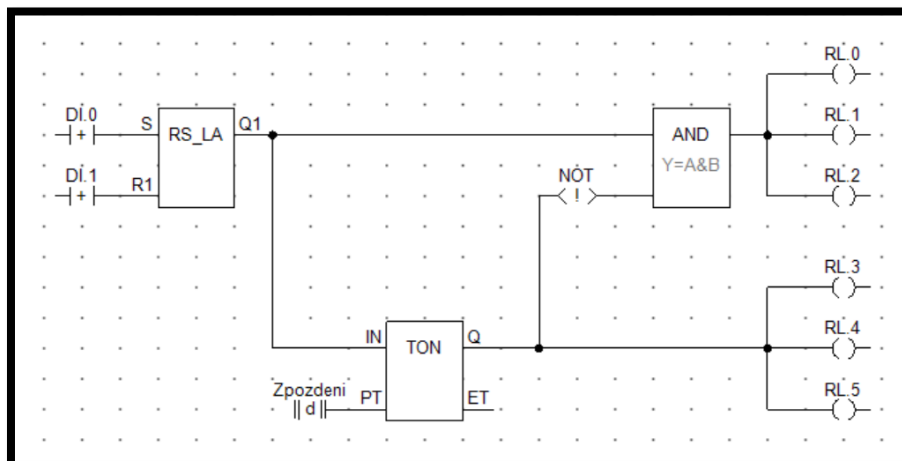 RL.0
DI.0
S RS_LA Q1
AND
RL.1
Y=A&B
DI.1
R1
NOT
!
RL.2
RL.3
IN TON Q
RL.4
Zpozdeni
d
PT
ET
RL.5